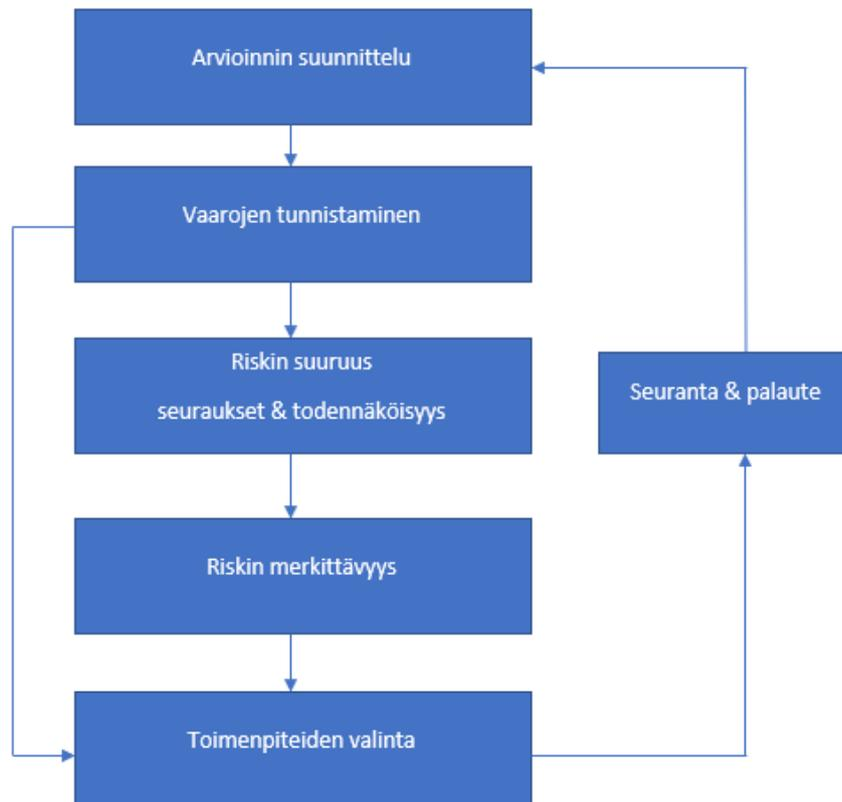 Arvioinnin suunnittelu
Vaarojen tunnistaminen
Riskin suuruus
seuraukset & todennäköisyys
Riskin merkittävyys
Toimenpiteiden valinta
Seuranta & palaute